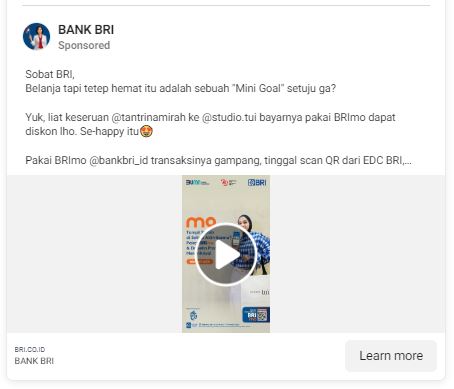 BANK BRI
Sponsored
Sobat BRI,
Belanja tapi tetep hemat itu adalah sebuah "Mini Goal" setuju ga?
Yuk, liat keseruan @tantrinamirah ke @studio.tui bayarnya pakai BRImo dapat
diskon lho. Se-happy itu🤩
Pakai BRImo @bankbri_id transaksinya gampang, tinggal scan QR dari EDC BRI,...
BRI
mo
BRI
BRI.CO.ID
BANK BRI
Learn more